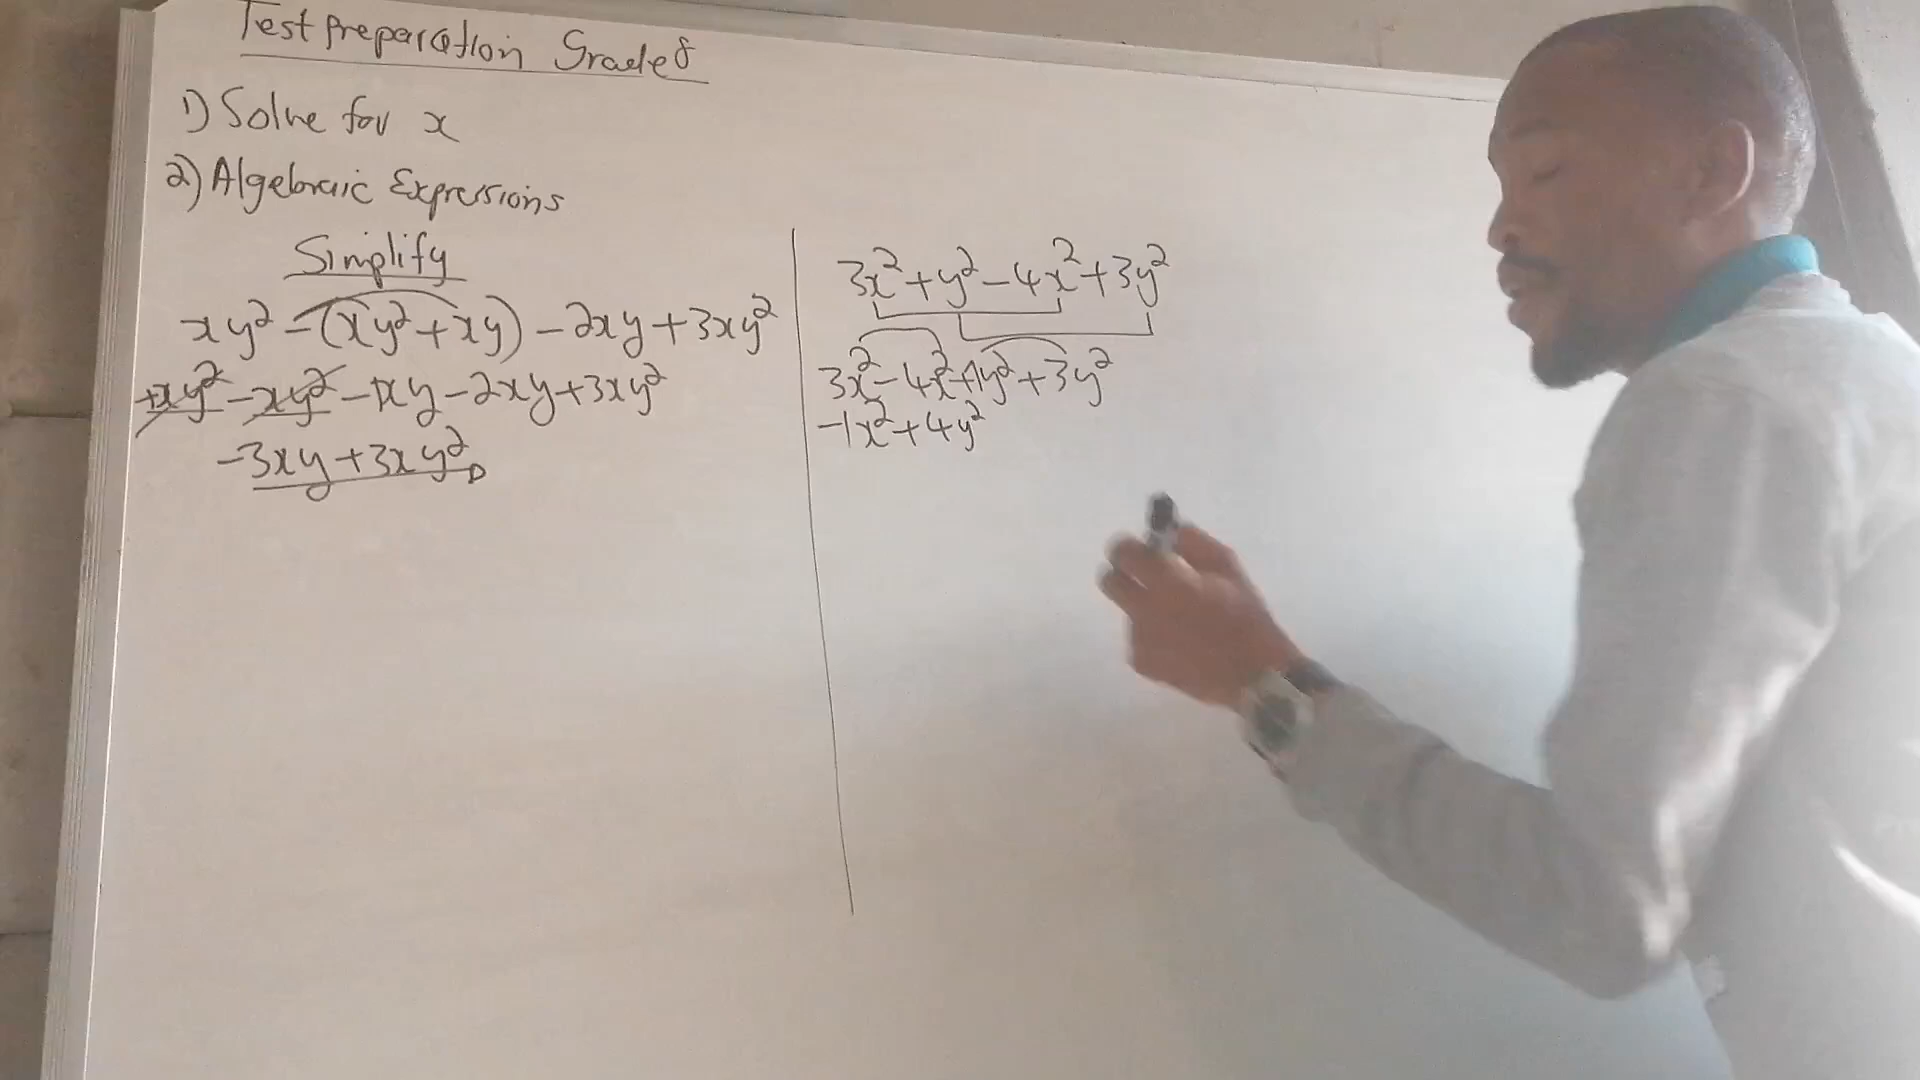 Test Preparation Grade 8
1) Solve for x
2) Algebraic Expressions
Simplify
xy² - (xy² + xy) - 2xy + 3xy²
+xy² - xy² - 1xy - 2xy + 3xy²
-3xy + 3xy²
3x² + y² - 4x² + 3y²
3x² - 4x² + 1y² + 3y²
-1x² + 4y²